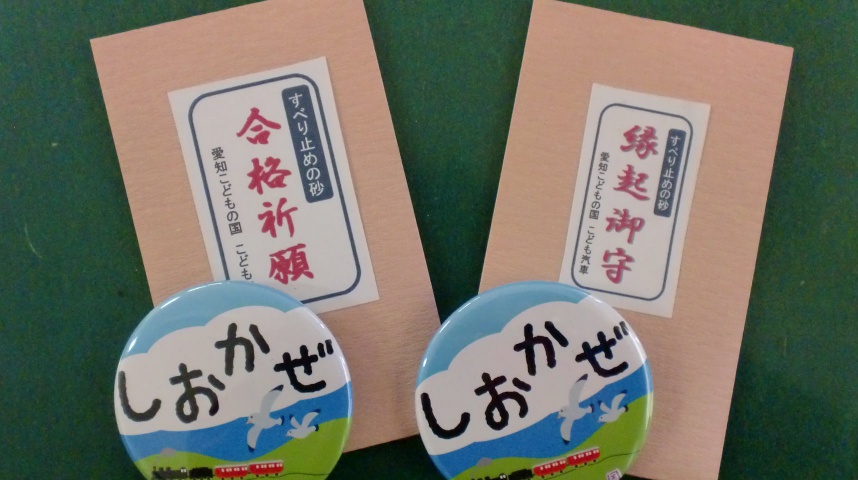 すべり止めの砂
合格祈願
愛知こどもの国 こども
すべり止めの砂
縁起御守
愛知こどもの国 こども汽車
しおかぜ
しおかぜ